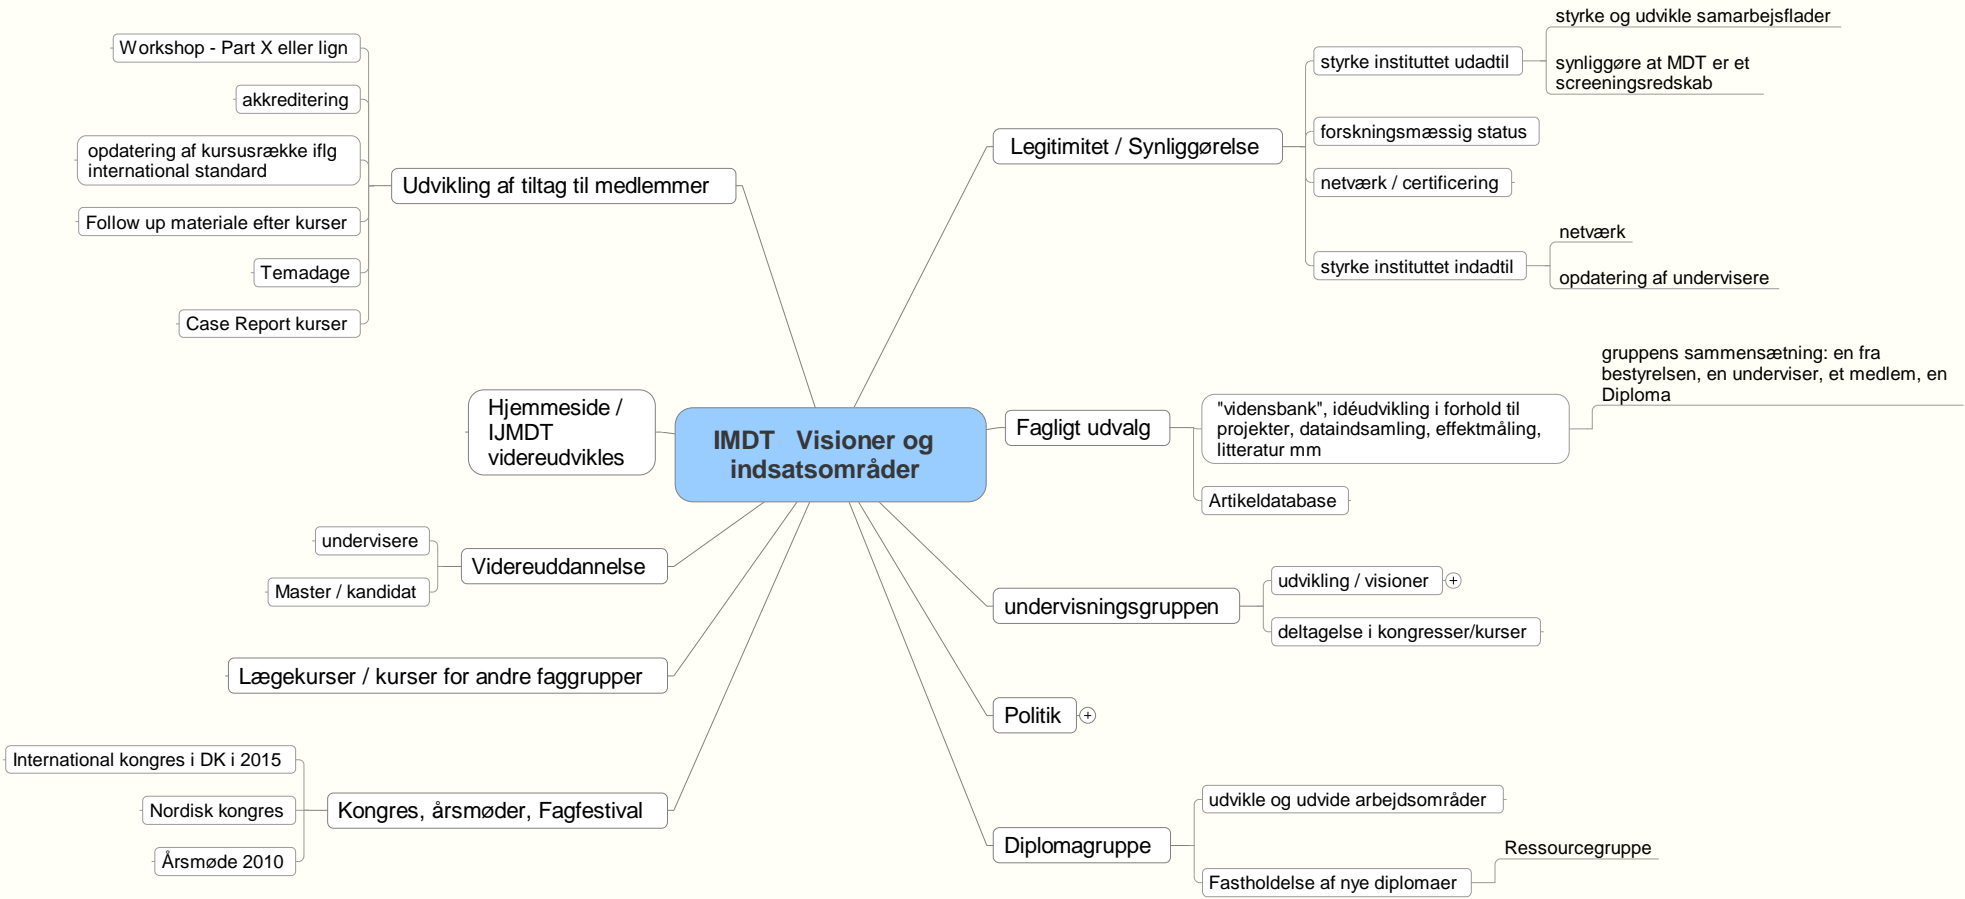 IMDT   Visioner og
indsatsområder
Legitimitet / Synliggørelse
styrke instituttet udadtil
styrke og udvikle samarbejsflader
synliggøre at MDT er et
screeningsredskab
forskningsmæssig status
netværk / certificering
styrke instituttet indadtil
netværk
opdatering af undervisere
Fagligt udvalg
"vidensbank", idéudvikling i forhold til
projekter, dataindsamling, effektmåling,
litteratur mm
gruppens sammensætning: en fra
bestyrelsen, en underviser, et medlem, en
Diploma
Artikeldatabase
undervisningsgruppen
udvikling / visioner
deltagelse i kongresser/kurser
Politik
Diplomagruppe
udvikle og udvide arbejdsområder
Fastholdelse af nye diplomaer
Ressourcegruppe
Udvikling af tiltag til medlemmer
Workshop - Part X eller lign
akkreditering
opdatering af kursusrække iflg
international standard
Follow up materiale efter kurser
Temadage
Case Report kurser
Hjemmeside /
IJMDT
videreudvikles
Videreuddannelse
undervisere
Master / kandidat
Lægekurser / kurser for andre faggrupper
Kongres, årsmøder, Fagfestival
International kongres i DK i 2015
Nordisk kongres
Årsmøde 2010